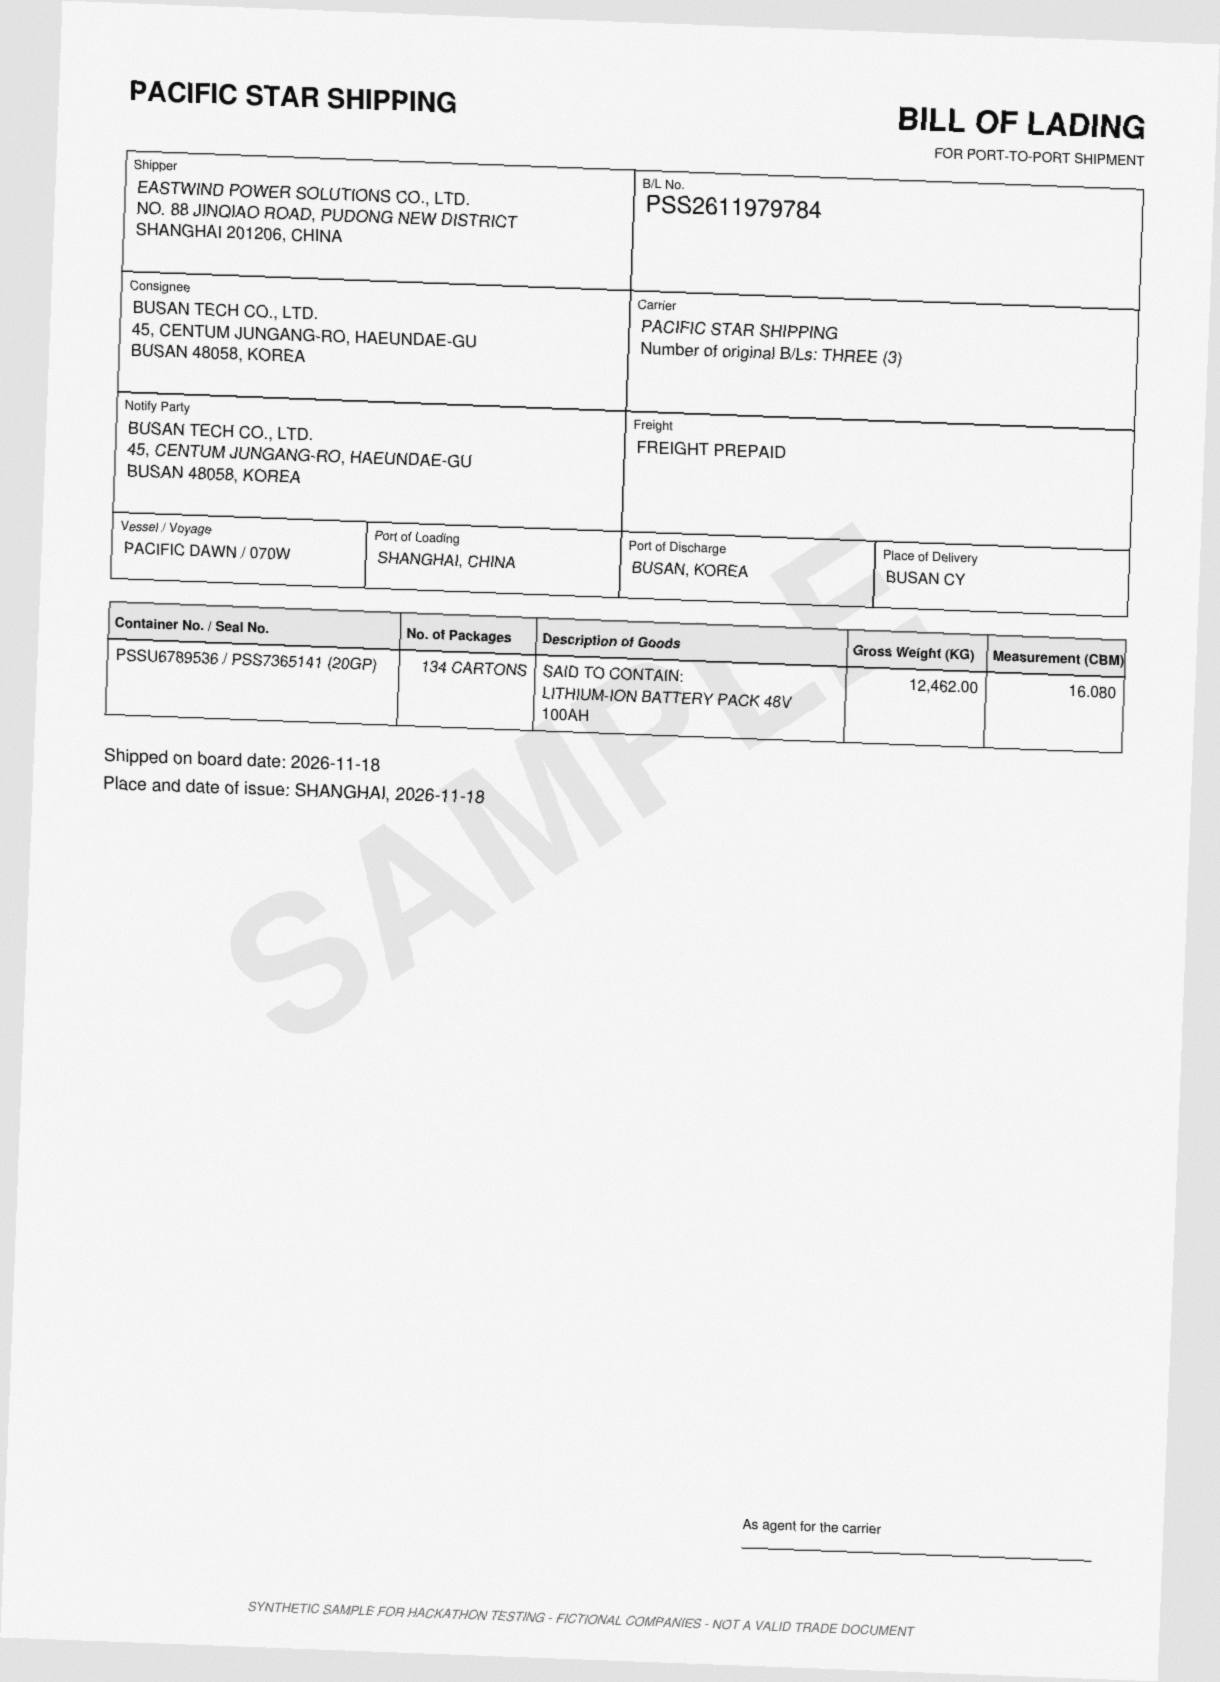 PACIFIC STAR SHIPPING
BILL OF LADING
FOR PORT-TO-PORT SHIPMENT
Shipper
EASTWIND POWER SOLUTIONS CO., LTD.
NO. 88 JINQIAO ROAD, PUDONG NEW DISTRICT
SHANGHAI 201206, CHINA
B/L No.
PSS2611979784
Consignee
BUSAN TECH CO., LTD.
45, CENTUM JUNGANG-RO, HAEUNDAE-GU
BUSAN 48058, KOREA
Carrier
PACIFIC STAR SHIPPING
Number of original B/Ls: THREE (3)
Notify Party
BUSAN TECH CO., LTD.
45, CENTUM JUNGANG-RO, HAEUNDAE-GU
BUSAN 48058, KOREA
Freight
FREIGHT PREPAID
Vessel / Voyage
PACIFIC DAWN / 070W
Port of Loading
SHANGHAI, CHINA
Port of Discharge
BUSAN, KOREA
Place of Delivery
BUSAN CY
Container No. / Seal No. No. of Packages Description of Goods Gross Weight (KG) Measurement (CBM)
PSSU6789536 / PSS7365141 (20GP) 134 CARTONS SAID TO CONTAIN: 12,462.00 16.080
LITHIUM-ION BATTERY PACK 48V
100AH
Shipped on board date: 2026-11-18
Place and date of issue: SHANGHAI, 2026-11-18
SAMPLE
As agent for the carrier
SYNTHETIC SAMPLE FOR HACKATHON TESTING - FICTIONAL COMPANIES - NOT A VALID TRADE DOCUMENT